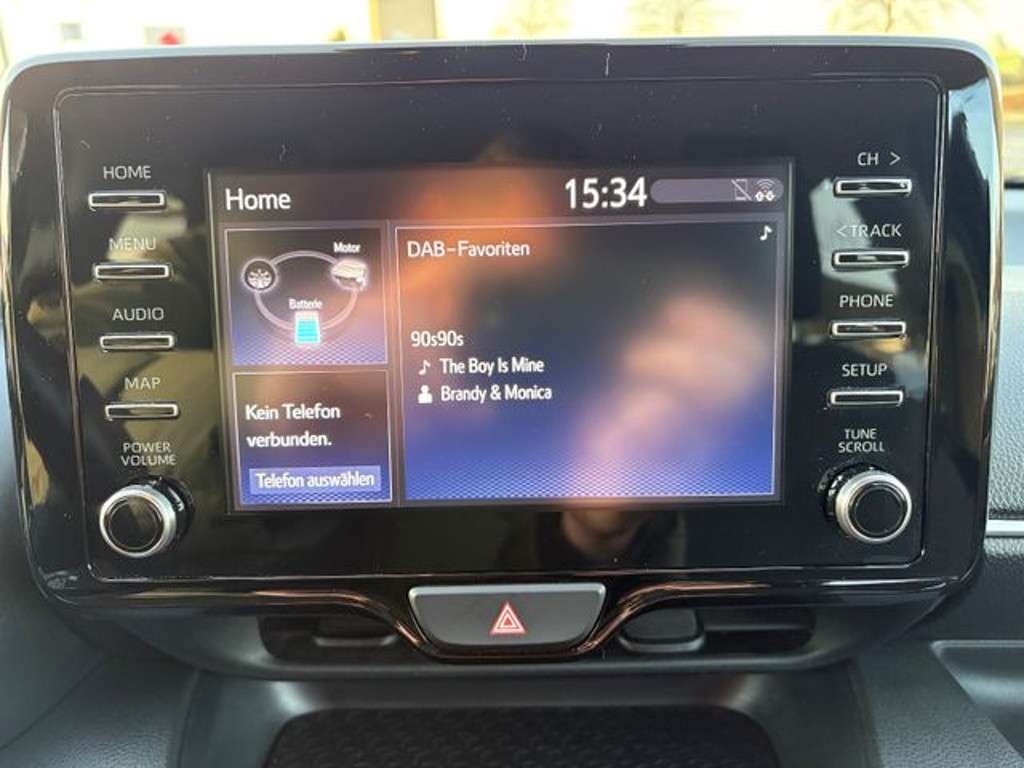 HOME
MENU
AUDIO
MAP
POWER
VOLUME
Home
15:34
Motor
Batterie
Kein Telefon
verbunden.
Telefon auswählen
DAB-Favoriten
90s90s
The Boy Is Mine
Brandy & Monica
CH >
< TRACK
PHONE
SETUP
TUNE
SCROLL